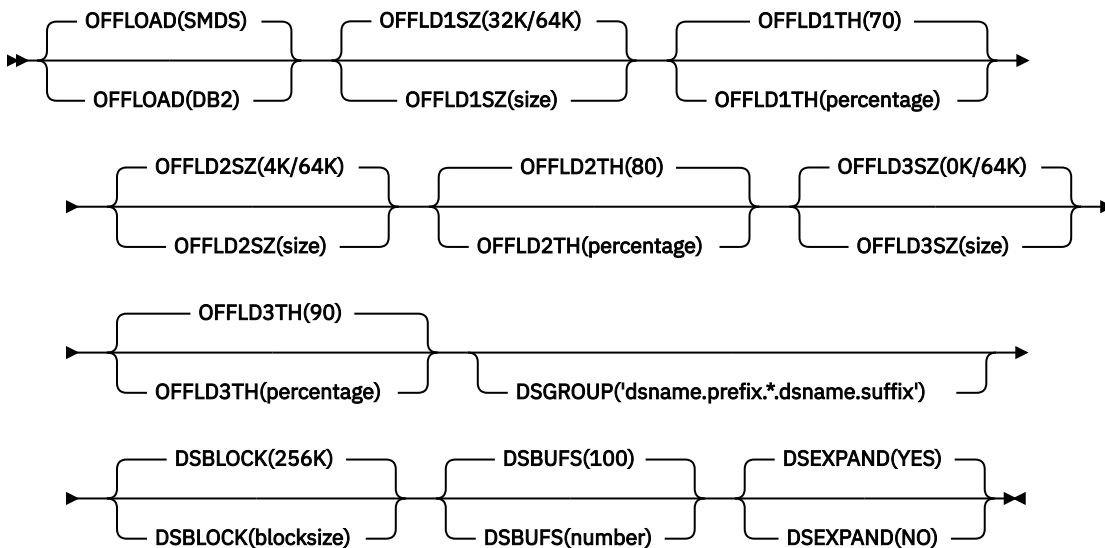 OFFLOAD(SMDS) OFFLD1SZ(32K/64K) OFFLD1TH(70)
OFFLOAD(DB2) OFFLD1SZ(size) OFFLD1TH(percentage)
OFFLD2SZ(4K/64K) OFFLD2TH(80) OFFLD3SZ(0K/64K)
OFFLD2SZ(size) OFFLD2TH(percentage) OFFLD3SZ(size)
OFFLD3TH(90)
OFFLD3TH(percentage) DSGROUP('dsname.prefix.*.dsname.suffix')
DSBLOCK(256K) DSBUFS(100) DSEXPAND(YES)
DSBLOCK(blocksize) DSBUFS(number) DSEXPAND(NO)